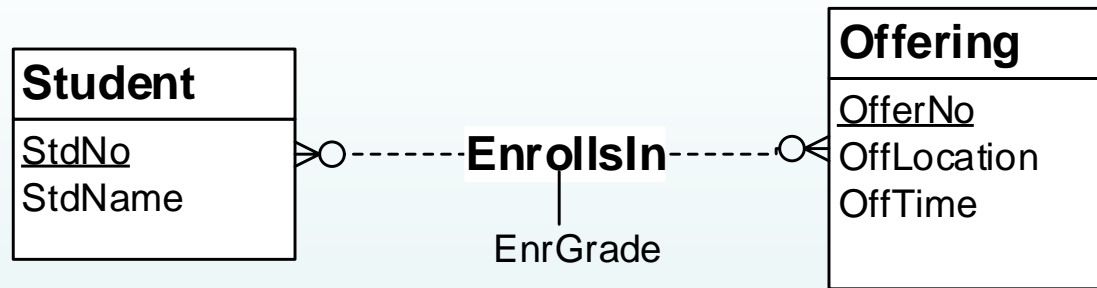 Student
StdNo
StdName
EnrollsIn
EnrGrade
Offering
OfferNo
OffLocation
OffTime